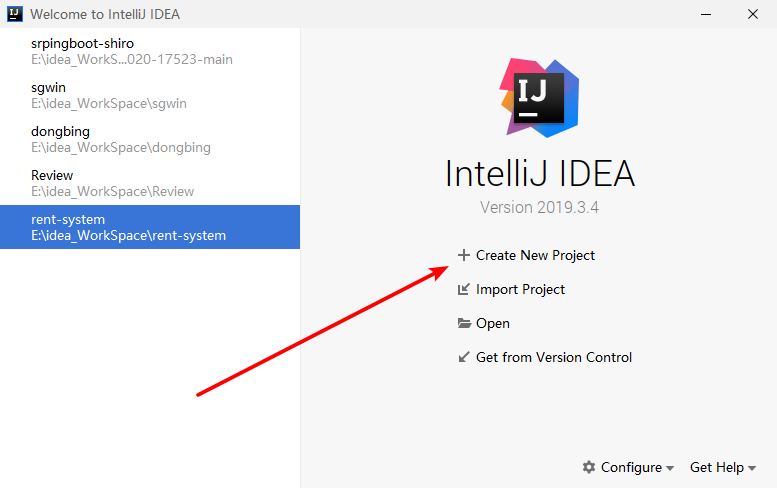 Welcome to IntelliJ IDEA
srpingboot-shiro
E:\idea_WorkS...020-17523-main
sgwin
E:\idea_WorkSpace\sgwin
dongbing
E:\idea_WorkSpace\dongbing
Review
E:\idea_WorkSpace\Review
rent-system
E:\idea_WorkSpace\rent-system
IJ
IntelliJ IDEA
Version 2019.3.4
Create New Project
Import Project
Open
Get from Version Control
Configure
Get Help